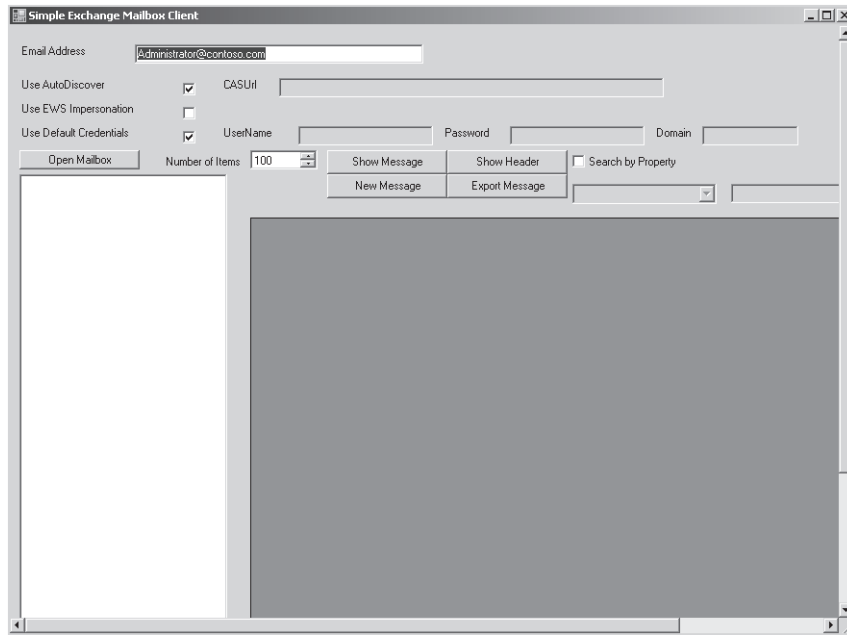 Simple Exchange Mailbox Client
Email Address Administrator@contoso.com
Use AutoDiscover CASUrl
Use EWS Impersonation
Use Default Credentials UserName Password Domain
Open Mailbox Number of Items 100 Show Message Show Header Search by Property
New Message Export Message